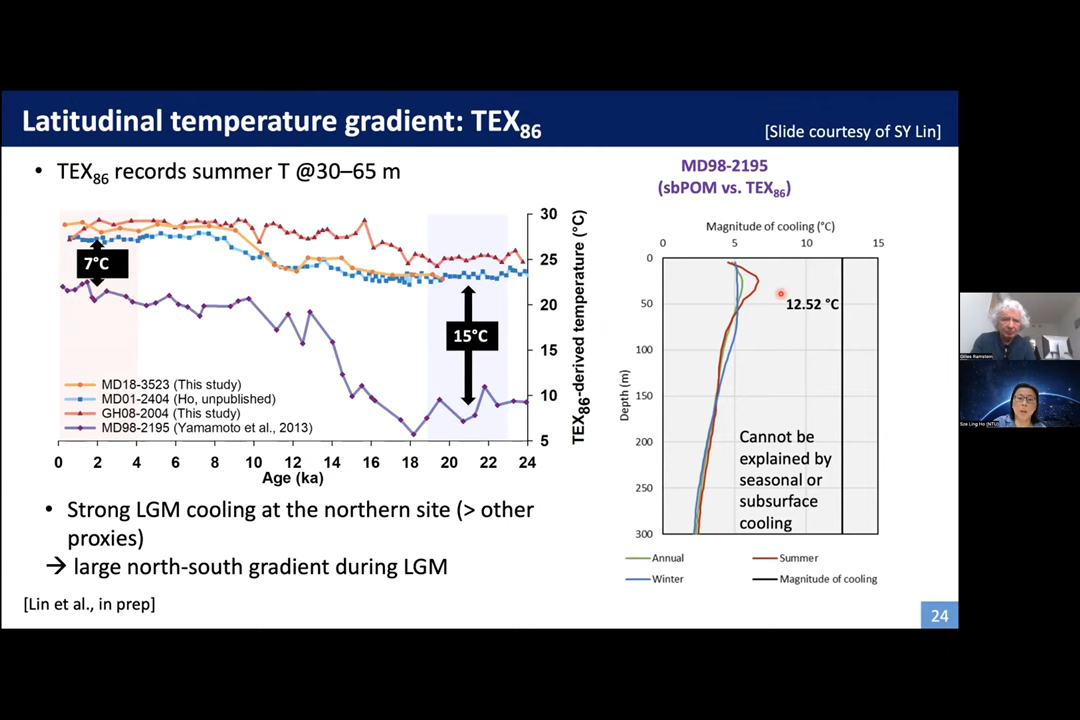 Latitudinal temperature gradient: TEX86
[Slide courtesy of SY Lin]
• TEX86 records summer T @30–65 m
MD98-2195
(sbPOM vs. TEX86)
7°C
15°C
MD18-3523 (This study)
MD01-2404 (Ho, unpublished)
GH08-2004 (This study)
MD98-2195 (Yamamoto et al., 2013)
30
25
20
15
10
5
TEX86-derived temperature (°C)
0 2 4 6 8 10 12 14 16 18 20 22 24
Age (ka)
Magnitude of cooling (°C)
0 5 10 15
0
50
100
150
200
250
300
Depth (m)
12.52 °C
Cannot be
explained by
seasonal or
subsurface
cooling
Annual
Summer
Winter
Magnitude of cooling
• Strong LGM cooling at the northern site (> other
proxies)
→ large north-south gradient during LGM
[Lin et al., in prep]
24
Gilles Ramstein
Sze Ling Ho (NTU)